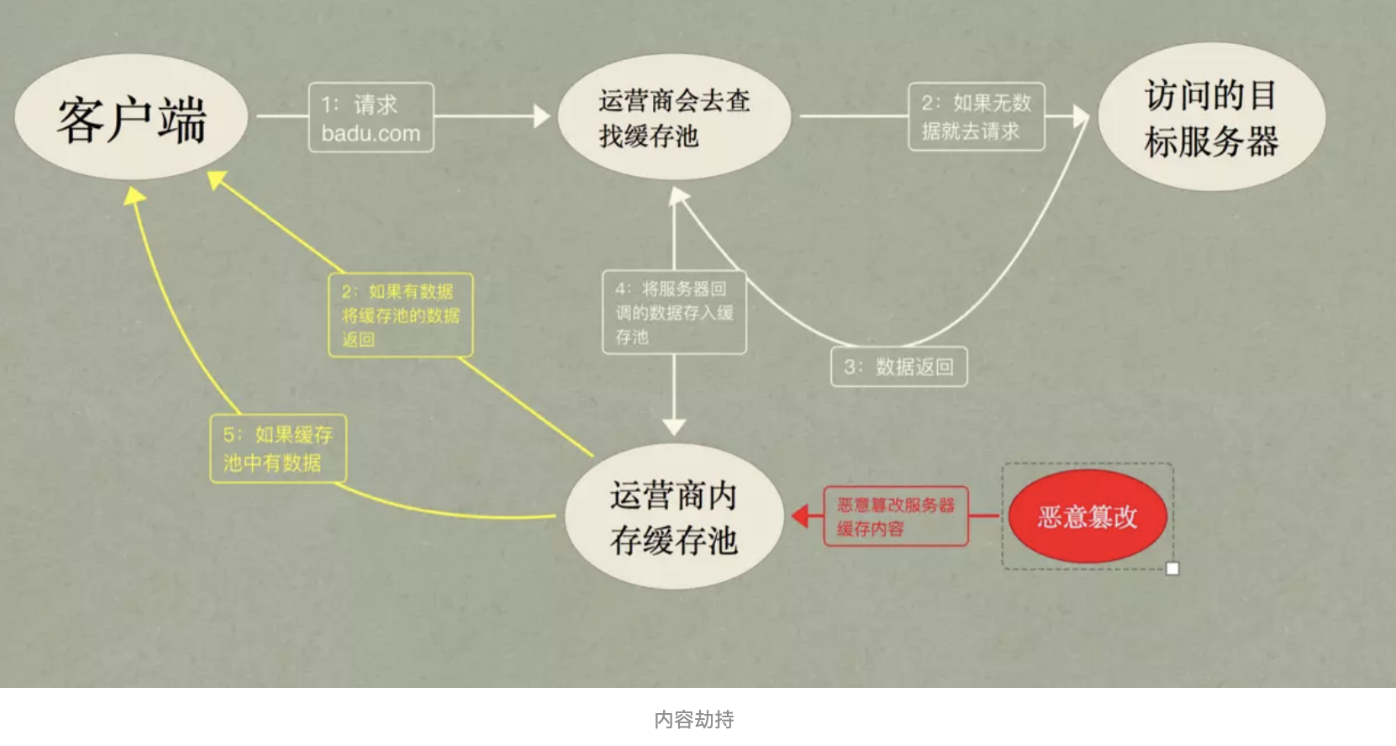 客户端
1：请求
badu.com
运营商会去查
找缓存池
2：如果无数
据就去请求
访问的目
标服务器
2：如果有数据
将缓存池的数据
返回
4：将服务器回
调的数据存入缓
存池
3：数据返回
5：如果缓存
池中有数据
运营商内
存缓存池
恶意篡改服务器
缓存内容
恶意篡改
内容劫持